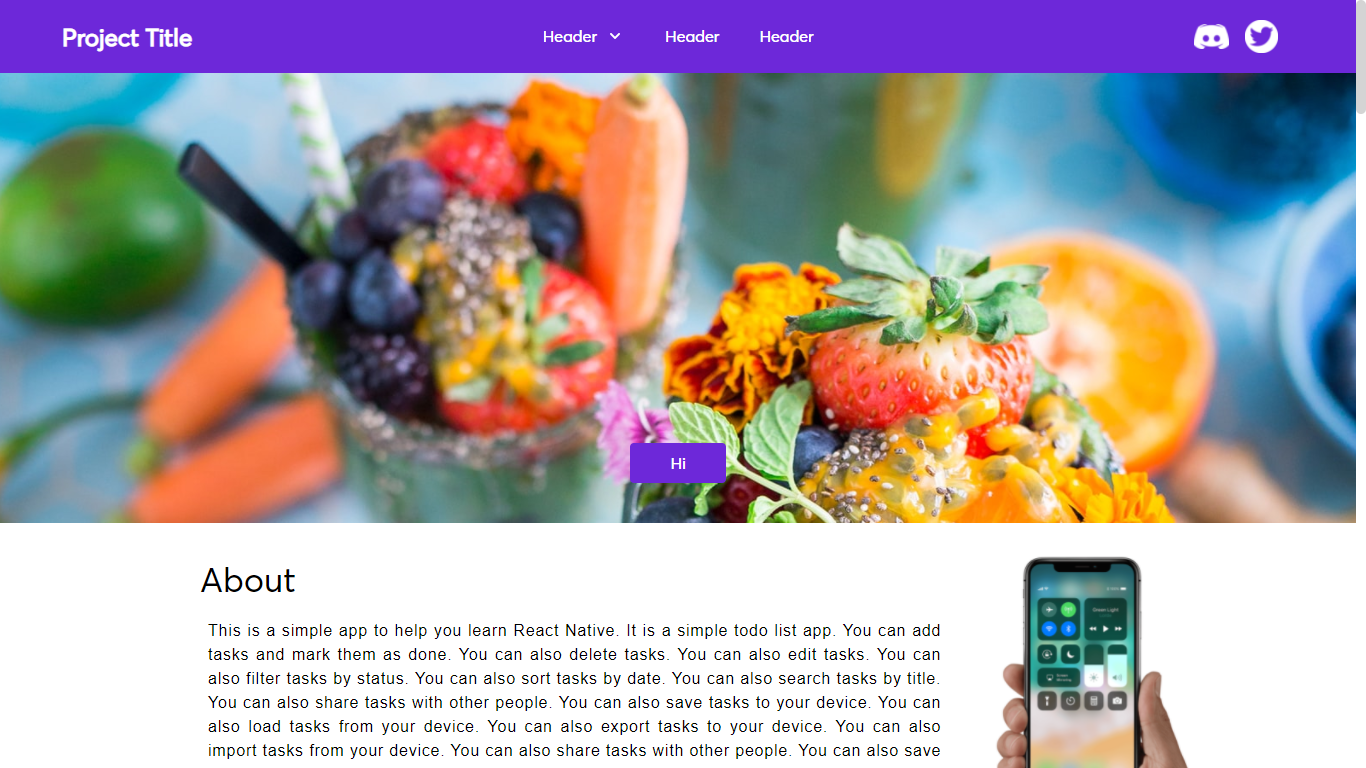 Project Title
Header
Header
Header
Hi
About
This is a simple app to help you learn React Native. It is a simple todo list app. You can add
tasks and mark them as done. You can also delete tasks. You can also edit tasks. You can
also filter tasks by status. You can also sort tasks by date. You can also search tasks by title.
You can also share tasks with other people. You can also save tasks to your device. You can
also load tasks from your device. You can also export tasks to your device. You can also
import tasks from your device. You can also share tasks with other people. You can also save
Green Light